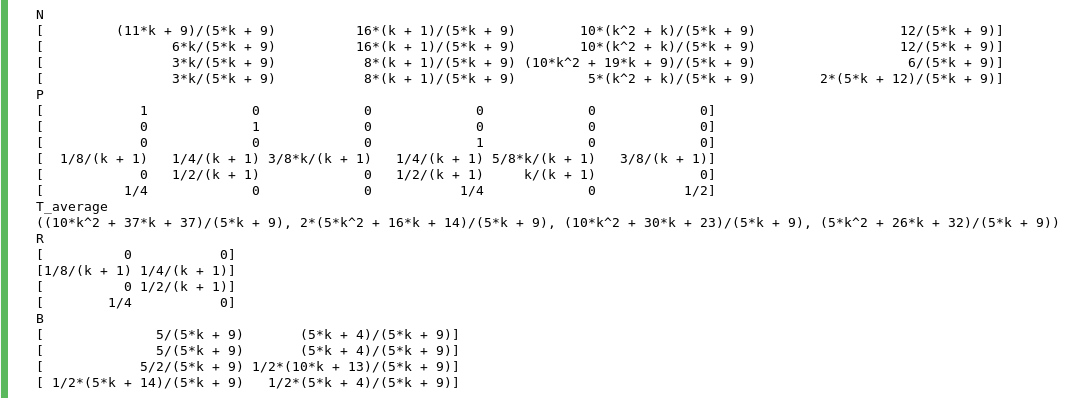 N
[         (11*k + 9)/(5*k + 9)          16*(k + 1)/(5*k + 9)        10*(k^2 + k)/(5*k + 9)                  12/(5*k + 9)]
[                6*k/(5*k + 9)          16*(k + 1)/(5*k + 9)        10*(k^2 + k)/(5*k + 9)                  12/(5*k + 9)]
[                3*k/(5*k + 9)           8*(k + 1)/(5*k + 9) (10*k^2 + 19*k + 9)/(5*k + 9)                   6/(5*k + 9)]
[                3*k/(5*k + 9)           8*(k + 1)/(5*k + 9)         5*(k^2 + k)/(5*k + 9)        2*(5*k + 12)/(5*k + 9)]
P
[            1             0             0             0             0             0]
[            0             1             0             0             0             0]
[            0             0             0             1             0             0]
[  1/8/(k + 1)   1/4/(k + 1) 3/8*k/(k + 1)   1/4/(k + 1) 5/8*k/(k + 1)   3/8/(k + 1)]
[            0   1/2/(k + 1)             0   1/2/(k + 1)     k/(k + 1)             0]
[          1/4             0             0           1/4             0           1/2]
T_average
((10*k^2 + 37*k + 37)/(5*k + 9), 2*(5*k^2 + 16*k + 14)/(5*k + 9), (10*k^2 + 30*k + 23)/(5*k + 9), (5*k^2 + 26*k + 32)/(5*k + 9))
R
[          0           0]
[1/8/(k + 1) 1/4/(k + 1)]
[          0 1/2/(k + 1)]
[        1/4           0]
B
[              5/(5*k + 9)       (5*k + 4)/(5*k + 9)]
[              5/(5*k + 9)       (5*k + 4)/(5*k + 9)]
[            5/2/(5*k + 9) 1/2*(10*k + 13)/(5*k + 9)]
[ 1/2*(5*k + 14)/(5*k + 9)   1/2*(5*k + 4)/(5*k + 9)]